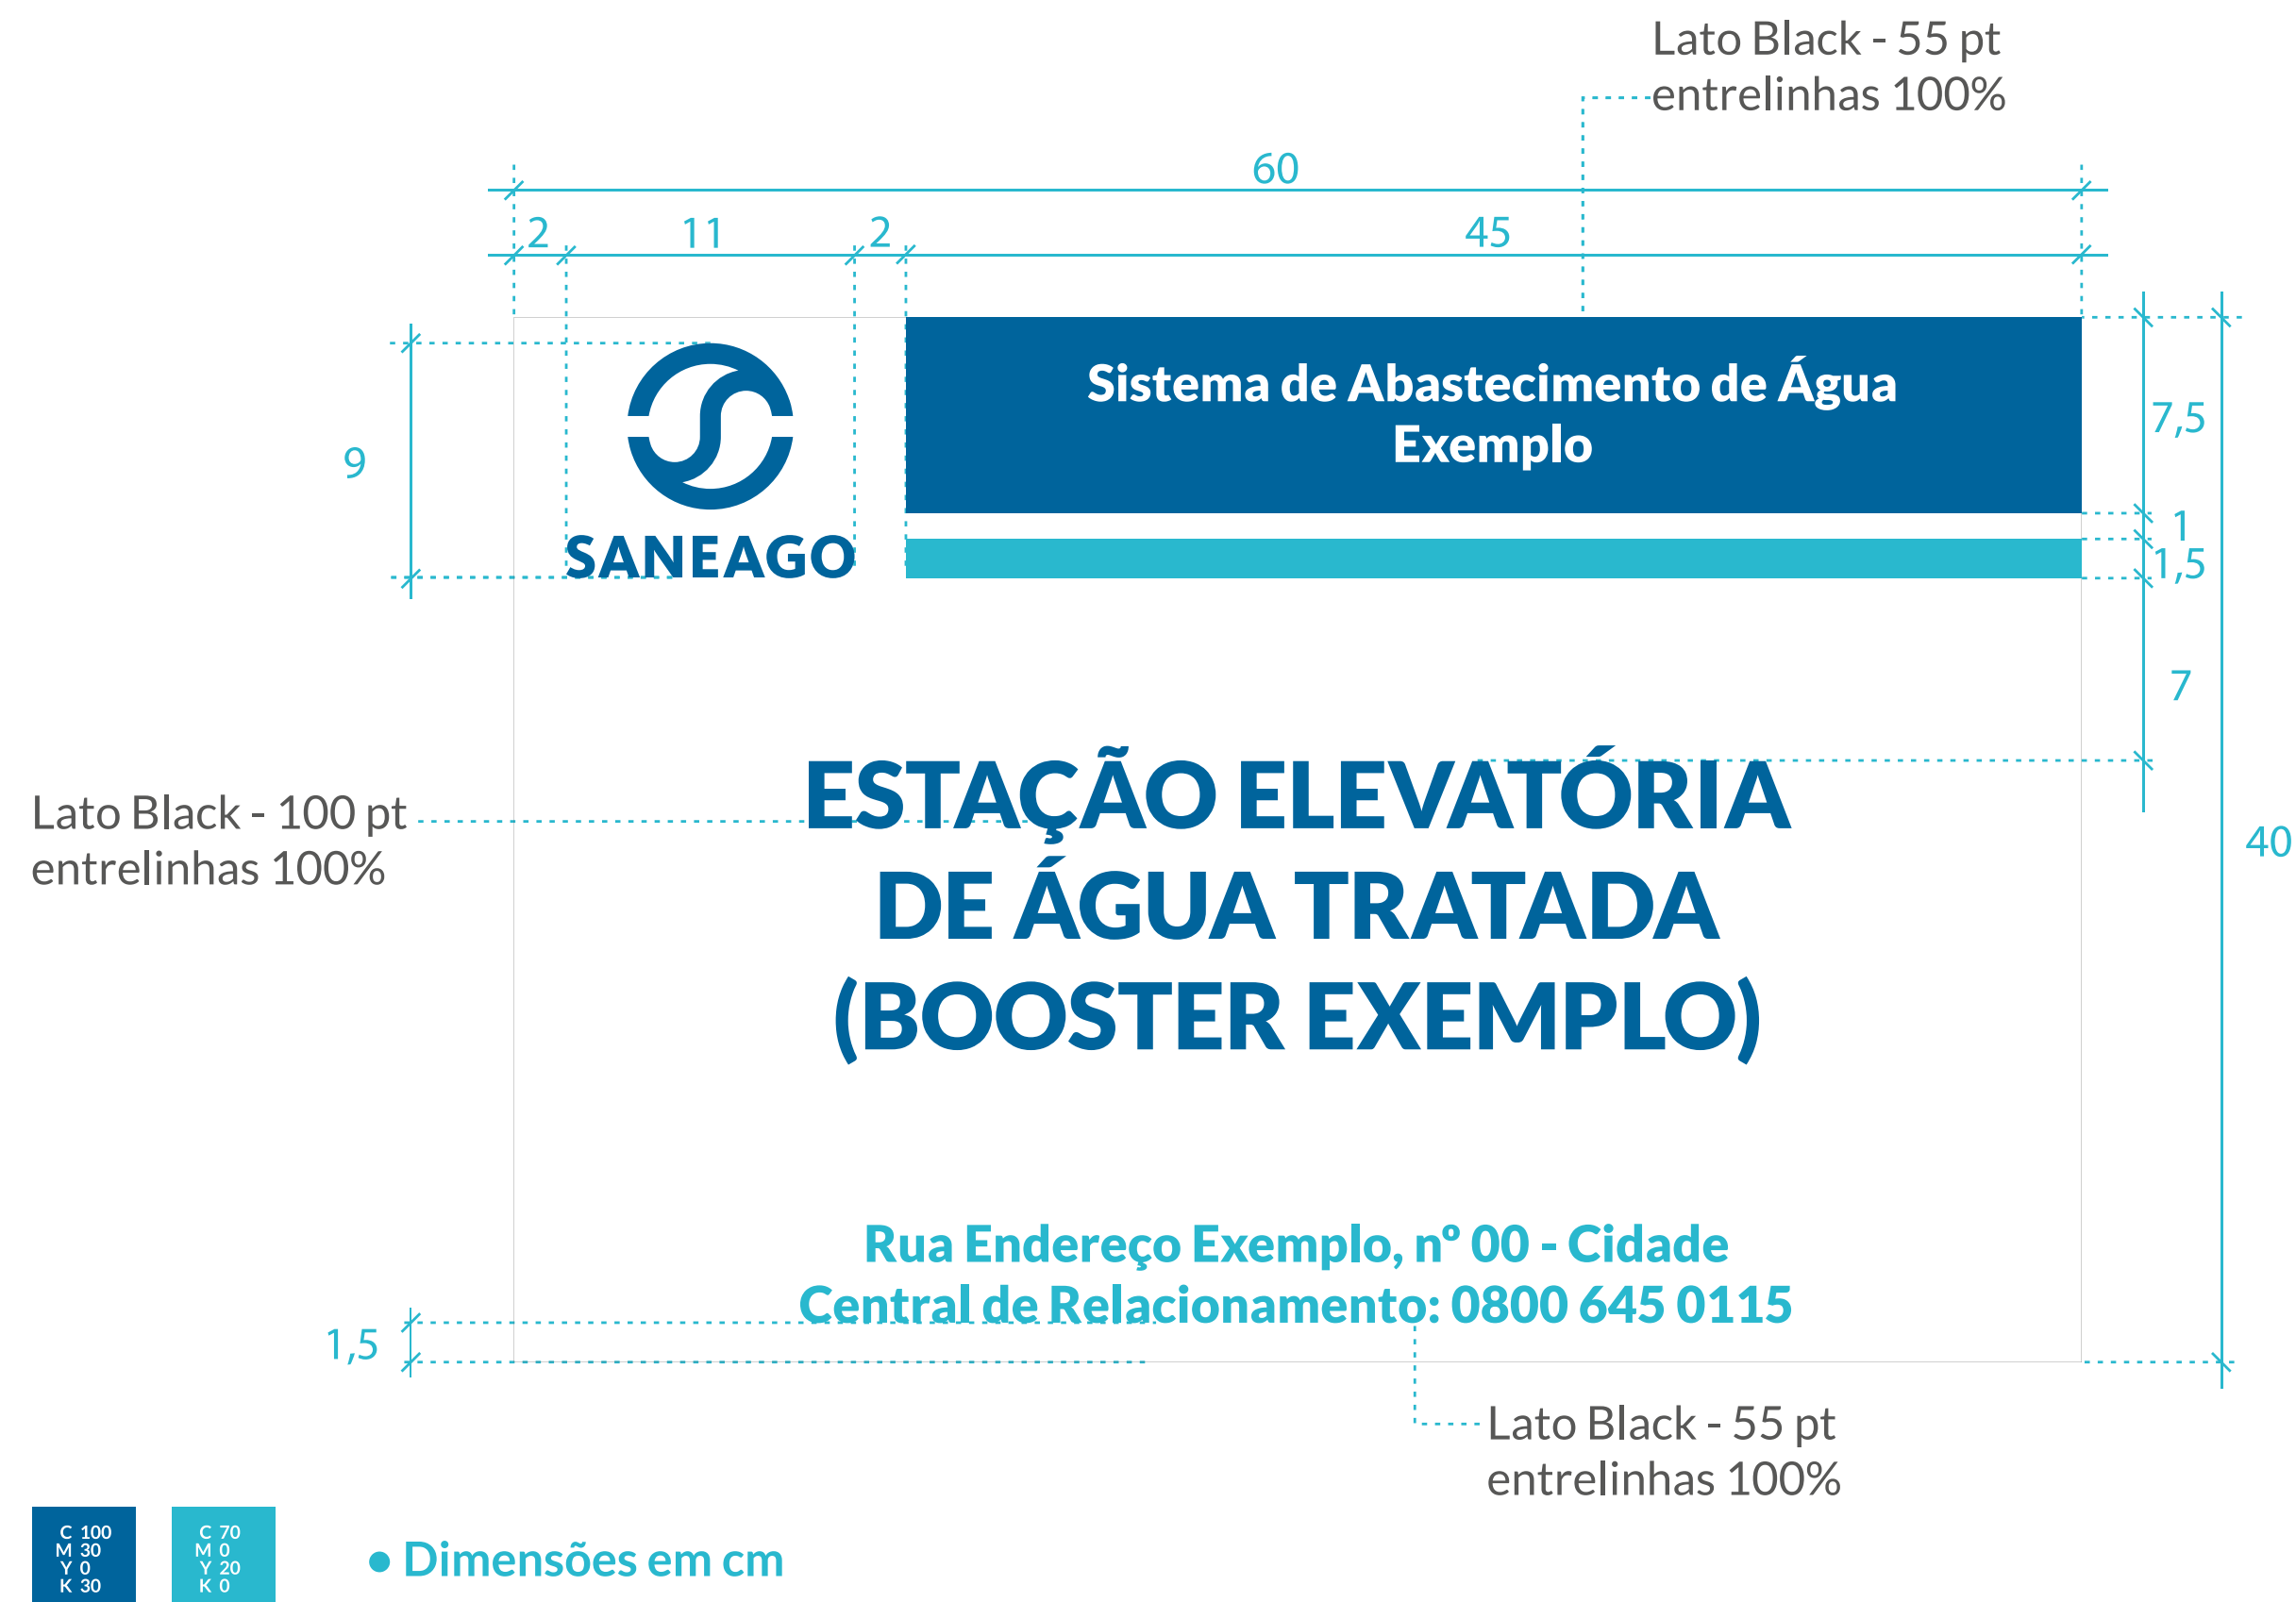 Lato Black - 55 pt
entrelinhas 100%
60
2
11
2
45
Sistema de Abastecimento de Água
Exemplo
7,5
9
1
SANEAGO
1,5
7
ESTAÇÃO ELEVATÓRIA
Lato Black - 100 pt
entrelinhas 100%
40
DE ÁGUA TRATADA
(BOOSTER EXEMPLO)
Rua Endereço Exemplo, nº 00 - Cidade
Central de Relacionamento: 0800 645 0115
1,5
Lato Black - 55 pt
entrelinhas 100%
C 100
M 30
Y 0
K 30
C 70
M 0
Y 20
K 0
• Dimensões em cm